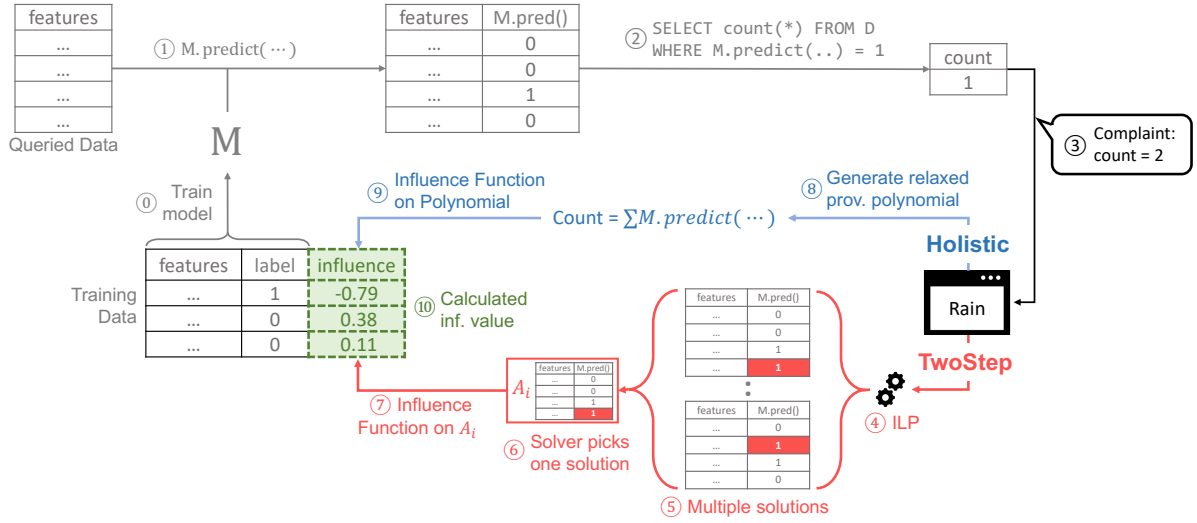 features
...
...
...
...
Queried Data
① M.predict(⋯)
features M.pred()
... 0
... 0
... 1
... 0
② SELECT count(*) FROM D
WHERE M.predict(..) = 1
count
1
③ Complaint:
count = 2
M
⓪ Train
model
⑨ Influence Function
on Polynomial
Count = ∑M.predict(⋯)
⑧ Generate relaxed
prov. polynomial
Holistic
Rain
TwoStep
Training
Data
features label influence
... 1 -0.79
... 0 0.38
... 0 0.11
⑩ Calculated
inf. value
④ ILP
features M.pred()
... 0
... 0
... 1
... 1
:
features M.pred()
... 0
... 1
... 1
... 0
⑤ Multiple solutions
A_i
features M.pred()
... 0
... 0
... 1
... 1
⑥ Solver picks
one solution
⑦ Influence
Function on A_i